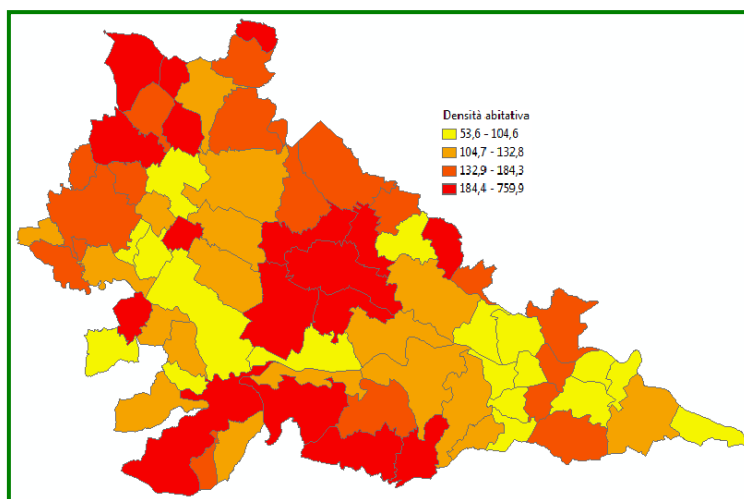 Densità abitativa
53,6 - 104,6
104,7 - 132,8
132,9 - 184,3
184,4 - 759,9